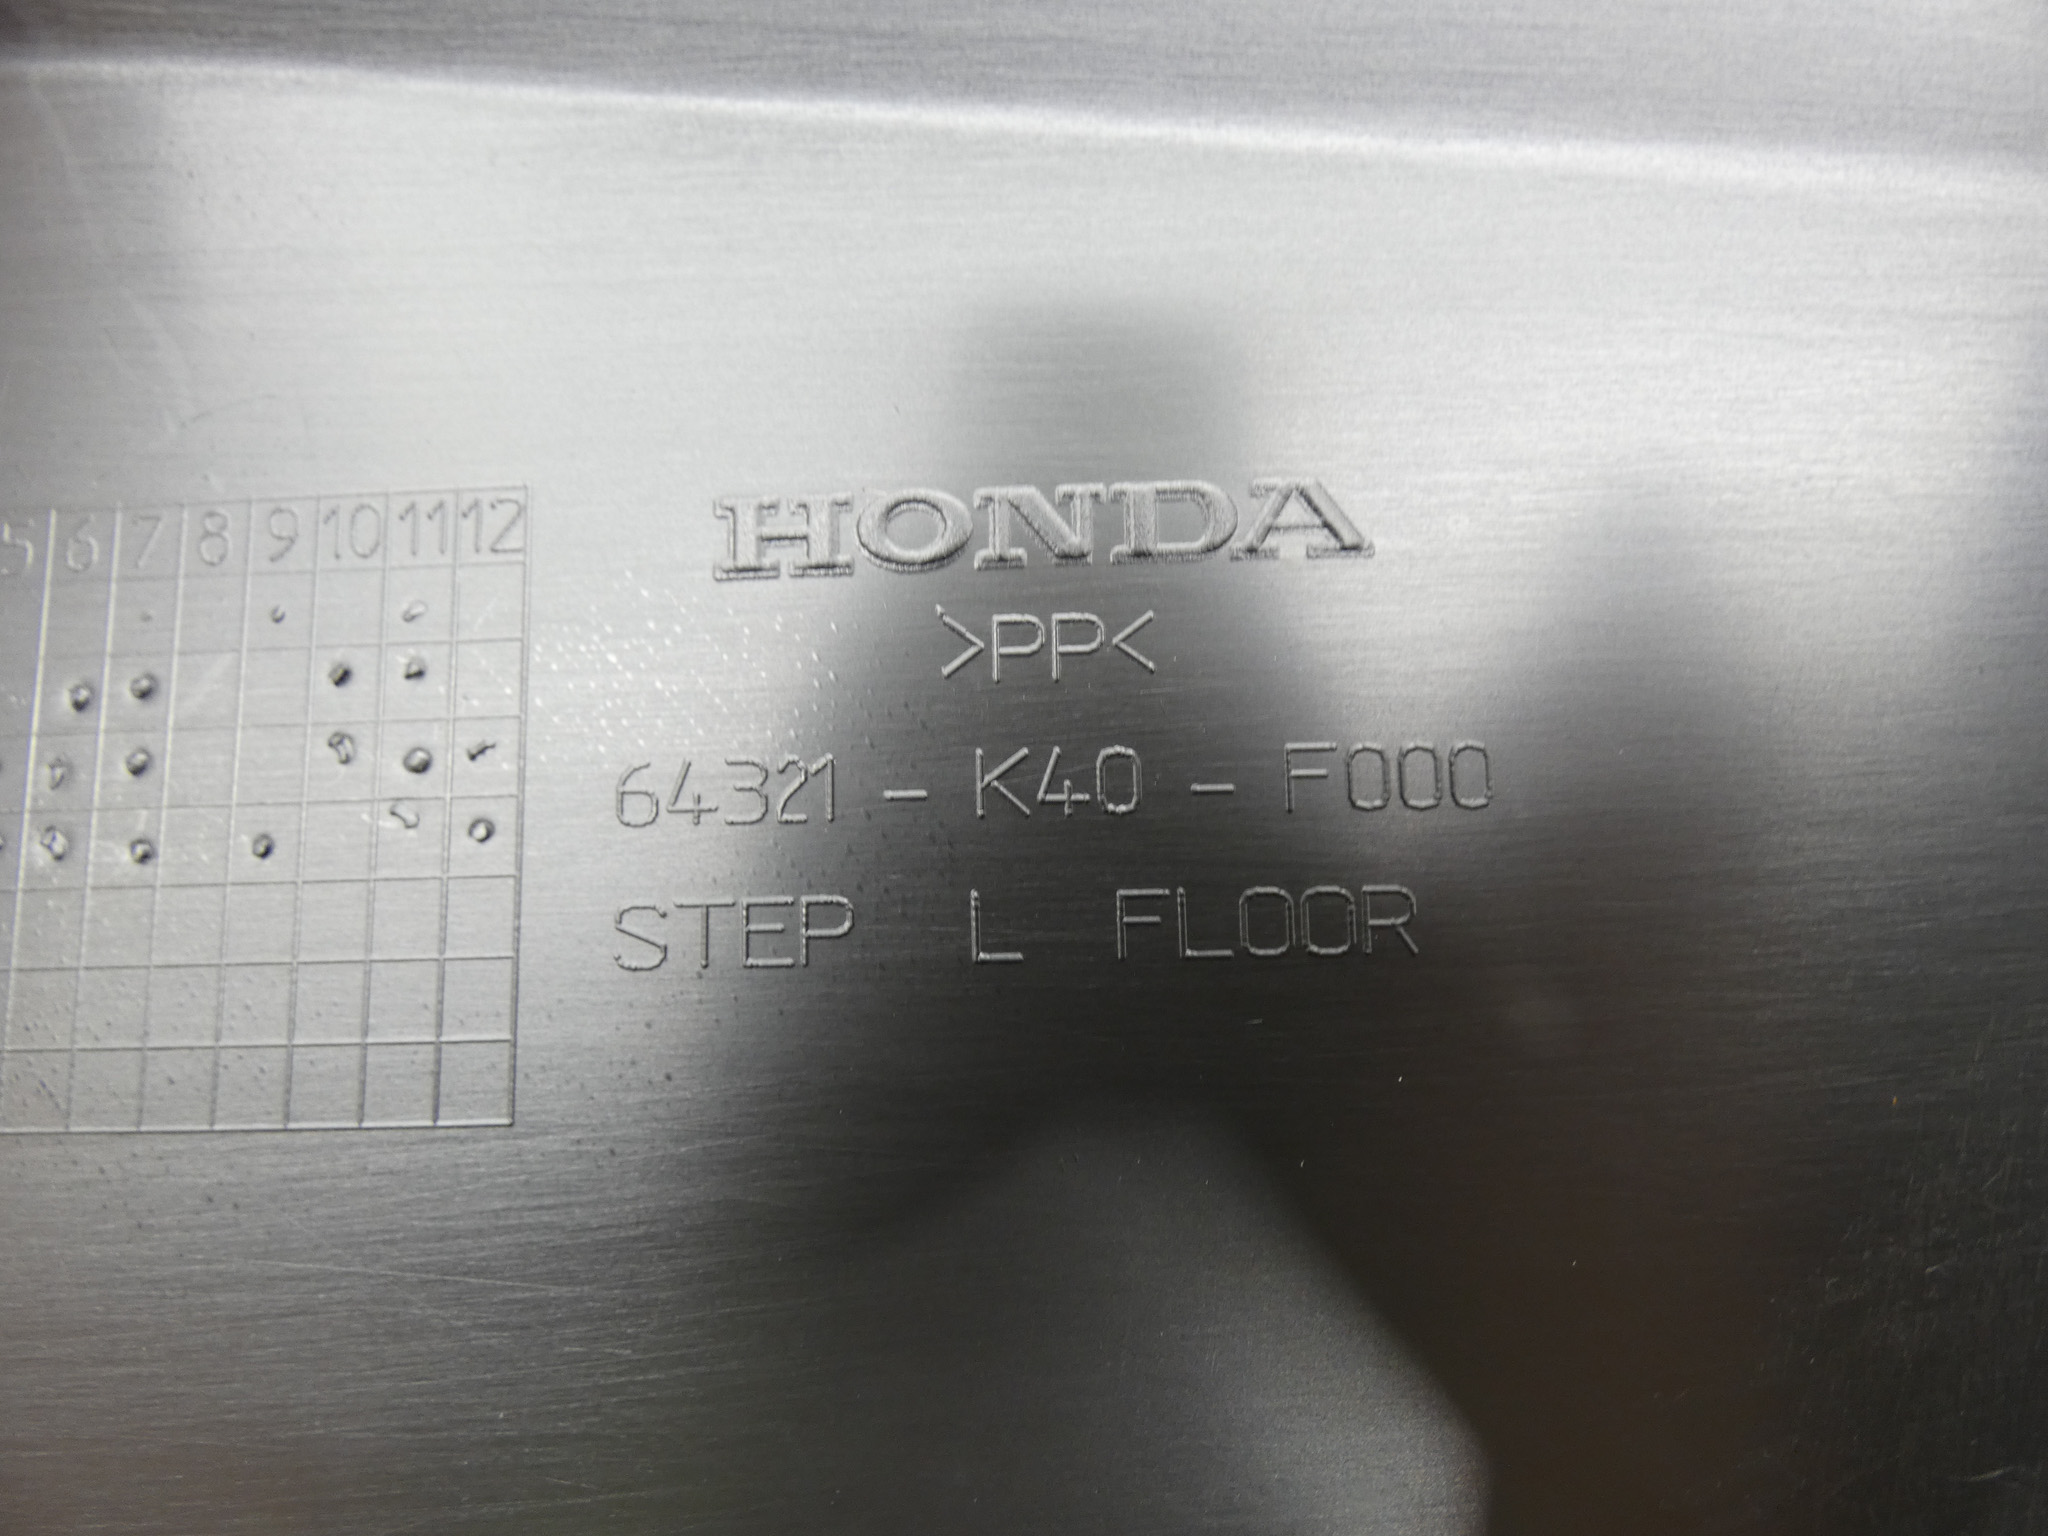 HONDA
>PP<
64321 - K40 - F000
STEP L FLOOR
5 6 7 8 9 10 11 12